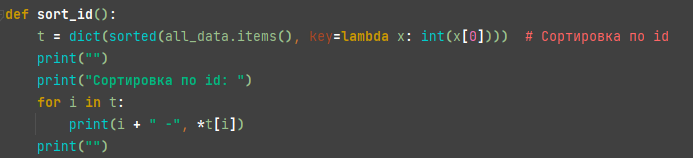 def sort_id():
    t = dict(sorted(all_data.items(), key=lambda x: int(x[0])))  # Сортировка по id
    print("")
    print("Сортировка по id: ")
    for i in t:
        print(i + " -", *t[i])
    print("")